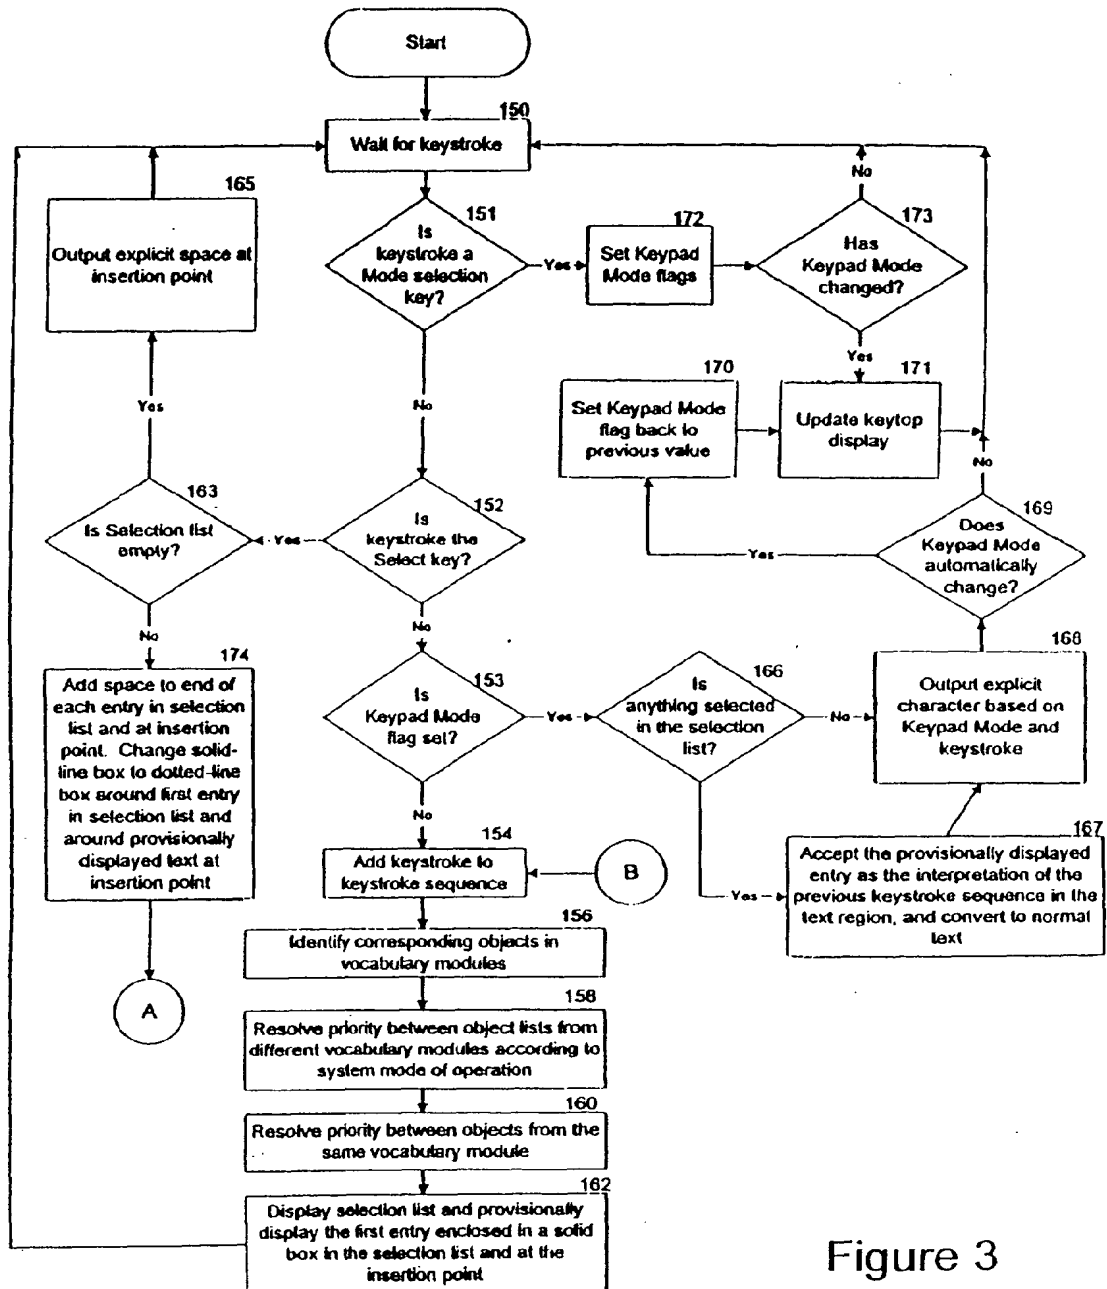 Start
150
Wait for keystroke
151
Is
keystroke a
Mode selection
key?
Yes
172
Set Keypad
Mode flags
173
Has
Keypad Mode
changed?
No
Yes
165
Output explicit space at
insertion point
Yes
No
170
Set Keypad Mode
flag back to
previous value
171
Update keytop
display
No
163
Is Selection list
empty?
Yes
152
Is
keystroke the
Select key?
Yes
169
Does
Keypad Mode
automatically
change?
No
No
174
Add space to end of
each entry in selection
list and at insertion
point. Change solid-
line box to dotted-line
box around first entry
in selection list and
around provisionally
displayed text at
insertion point
A
153
Is
Keypad Mode
flag set?
Yes
166
Is
anything selected
in the selection
list?
No
168
Output explicit
character based on
Keypad Mode and
keystroke
No
Yes
167
Accept the provisionally displayed
entry as the interpretation of the
previous keystroke sequence in the
text region, and convert to normal
text
154
Add keystroke to
keystroke sequence
B
156
Identify corresponding objects in
vocabulary modules
158
Resolve priority between object lists from
different vocabulary modules according to
system mode of operation
160
Resolve priority between objects from the
same vocabulary module
162
Display selection list and provisionally
display the first entry enclosed in a solid
box in the selection list and at the
insertion point
Figure 3